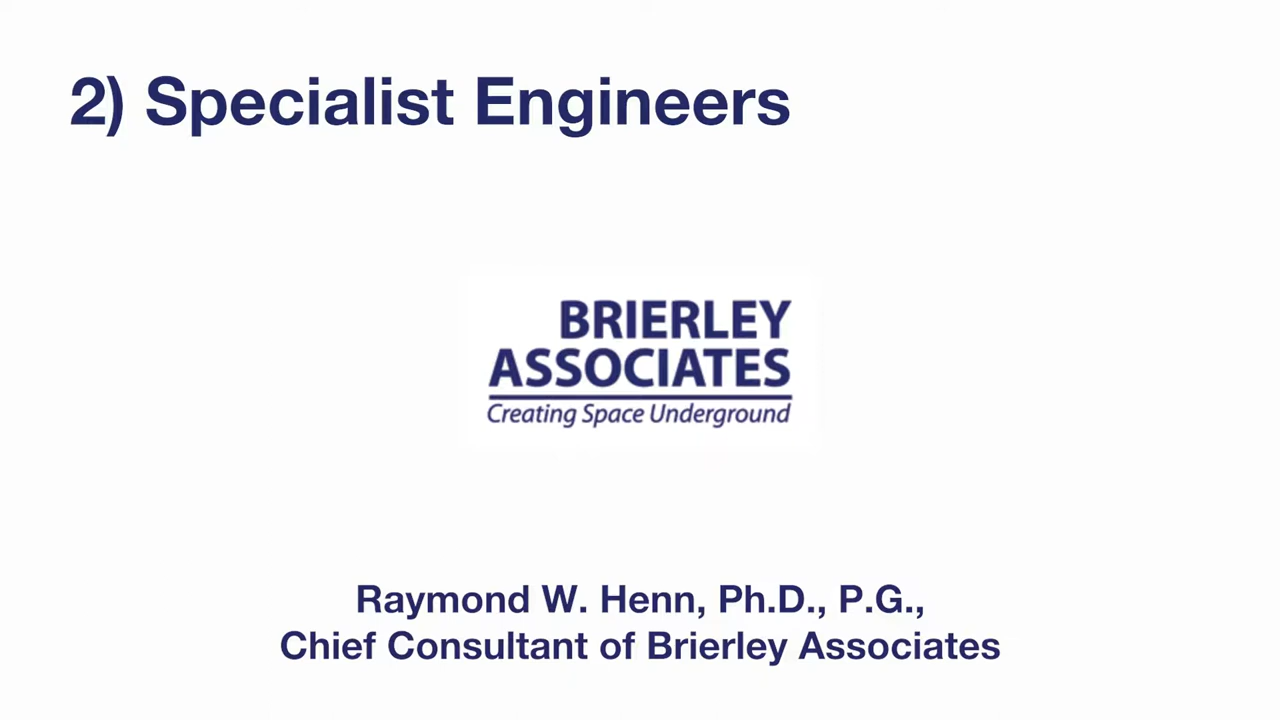 2) Specialist Engineers
BRIERLEY
ASSOCIATES
Creating Space Underground
Raymond W. Henn, Ph.D., P.G.,
Chief Consultant of Brierley Associates